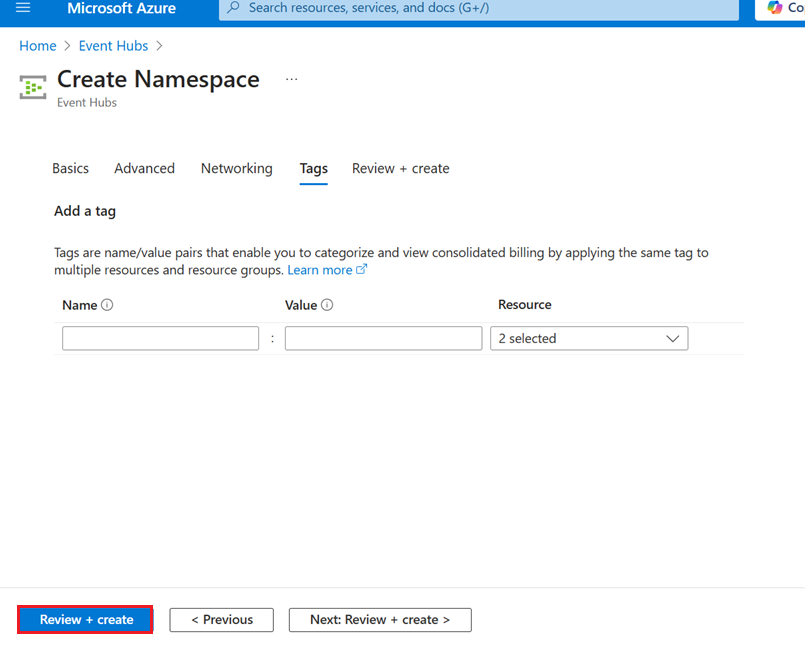 Microsoft Azure
Search resources, services, and docs (G+/)
Home > Event Hubs >
Create Namespace ...
Event Hubs
Basics Advanced Networking Tags Review + create
Add a tag
Tags are name/value pairs that enable you to categorize and view consolidated billing by applying the same tag to
multiple resources and resource groups. Learn more
Name Value Resource
: 2 selected
Review + create < Previous Next: Review + create >